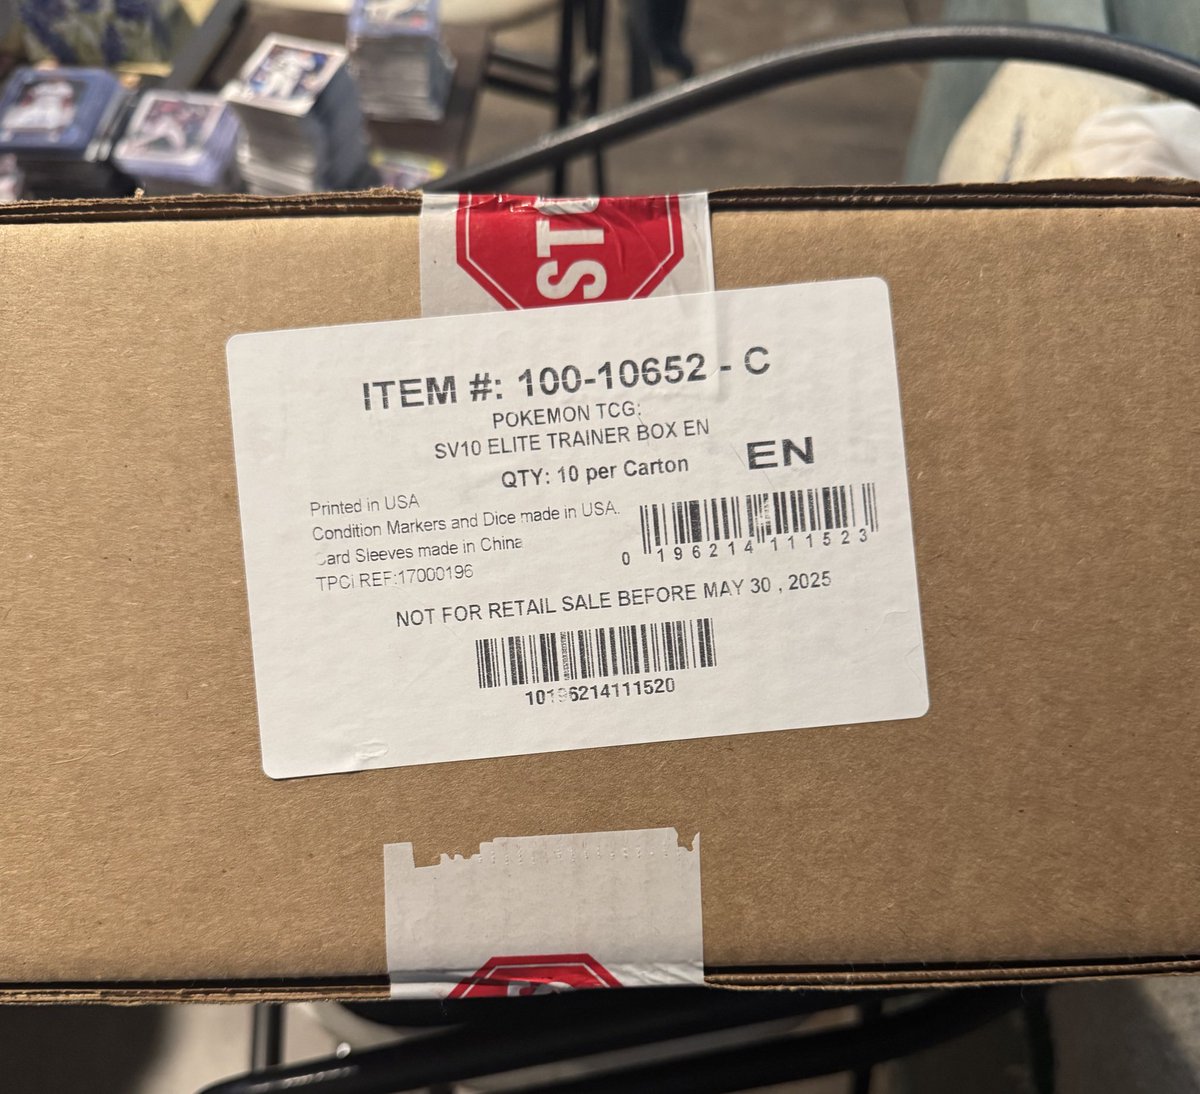 STO
ITEM #: 100-10652 - C
POKEMON TCG:
SV10 ELITE TRAINER BOX EN
QTY: 10 per Carton
EN
Printed in USA
Condition Markers and Dice made in USA.
Card Sleeves made in China
TPCi REF:17000196
0 196214 111523
NOT FOR RETAIL SALE BEFORE MAY 30 , 2025
10196214111520